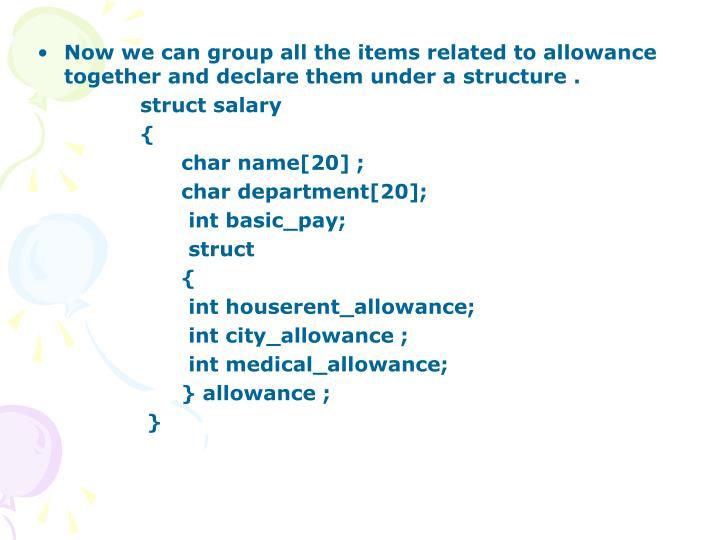 • Now we can group all the items related to allowance
together and declare them under a structure .
struct salary
{
char name[20] ;
char department[20];
int basic_pay;
struct
{
int houserent_allowance;
int city_allowance ;
int medical_allowance;
} allowance ;
}